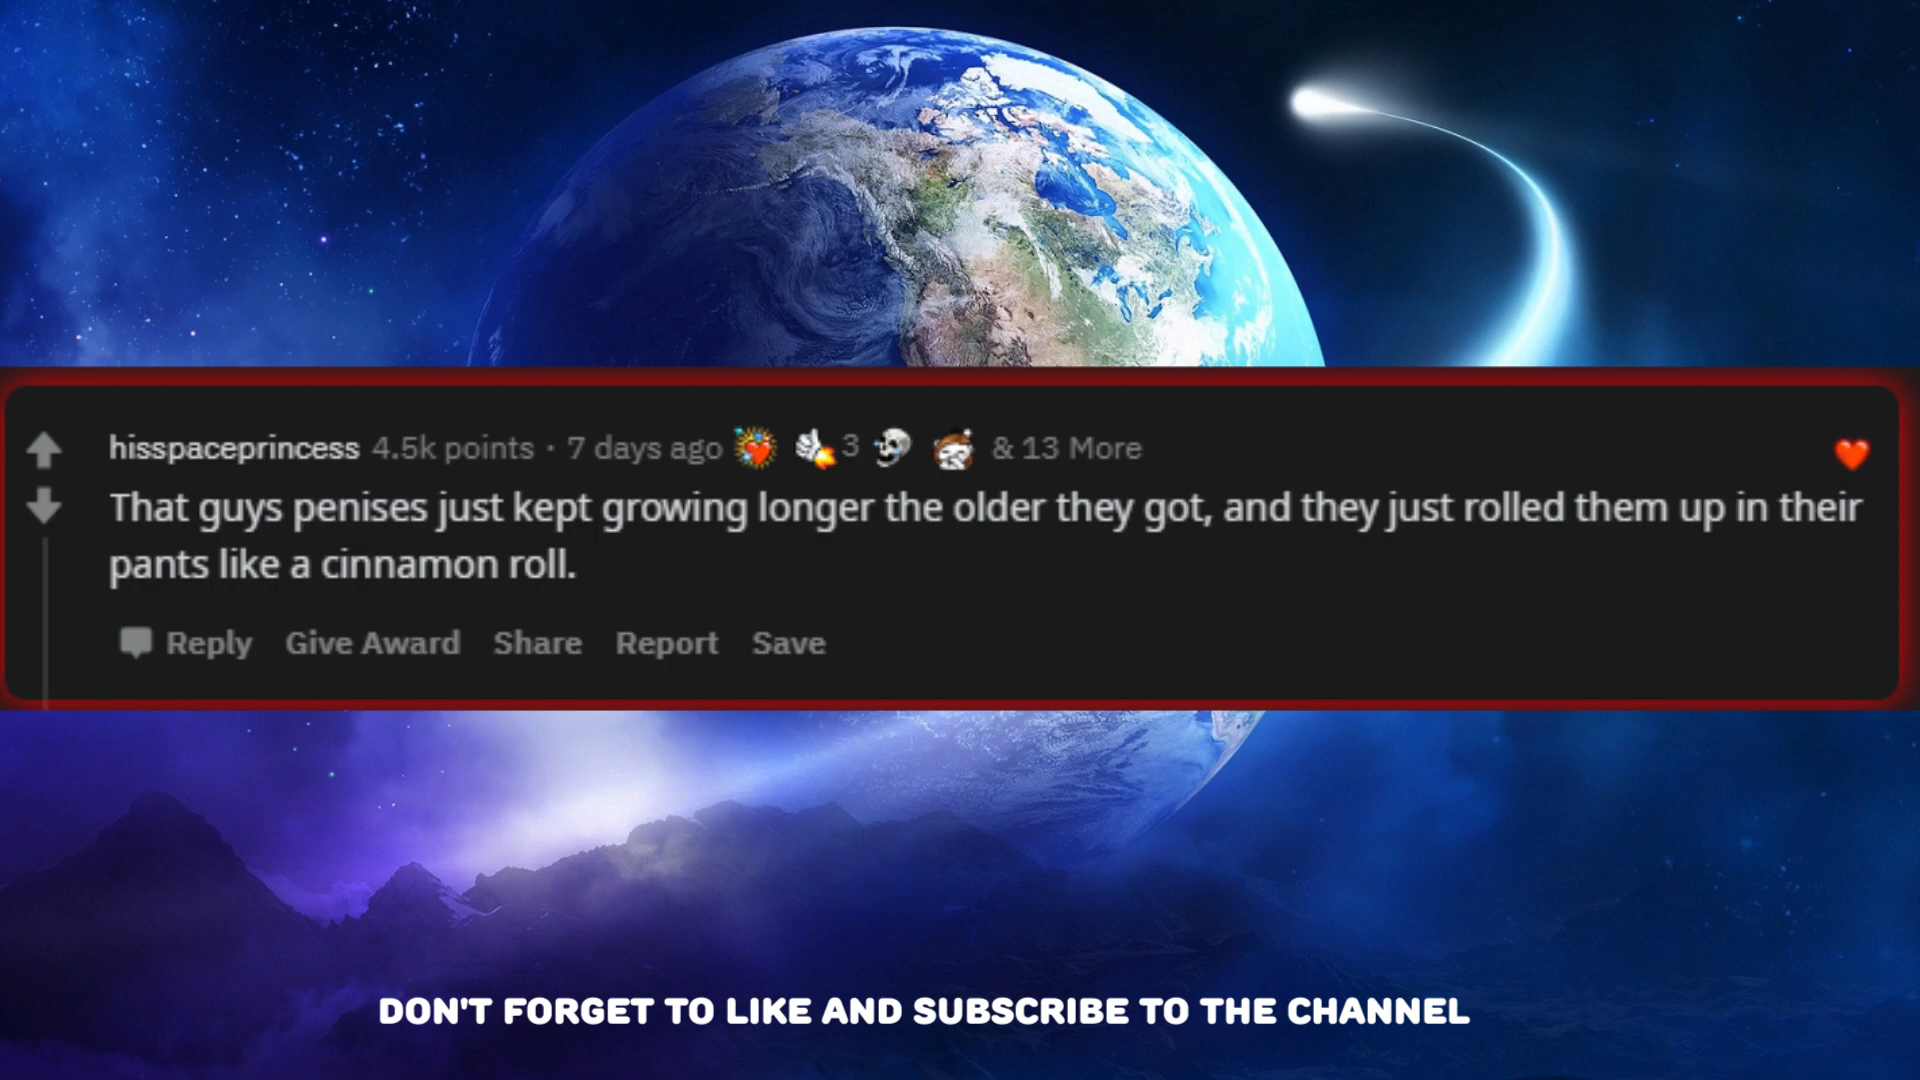 hisspaceprincess 4.5k points · 7 days ago 3 & 13 More
That guys penises just kept growing longer the older they got, and they just rolled them up in their
pants like a cinnamon roll.
Reply Give Award Share Report Save
DON'T FORGET TO LIKE AND SUBSCRIBE TO THE CHANNEL